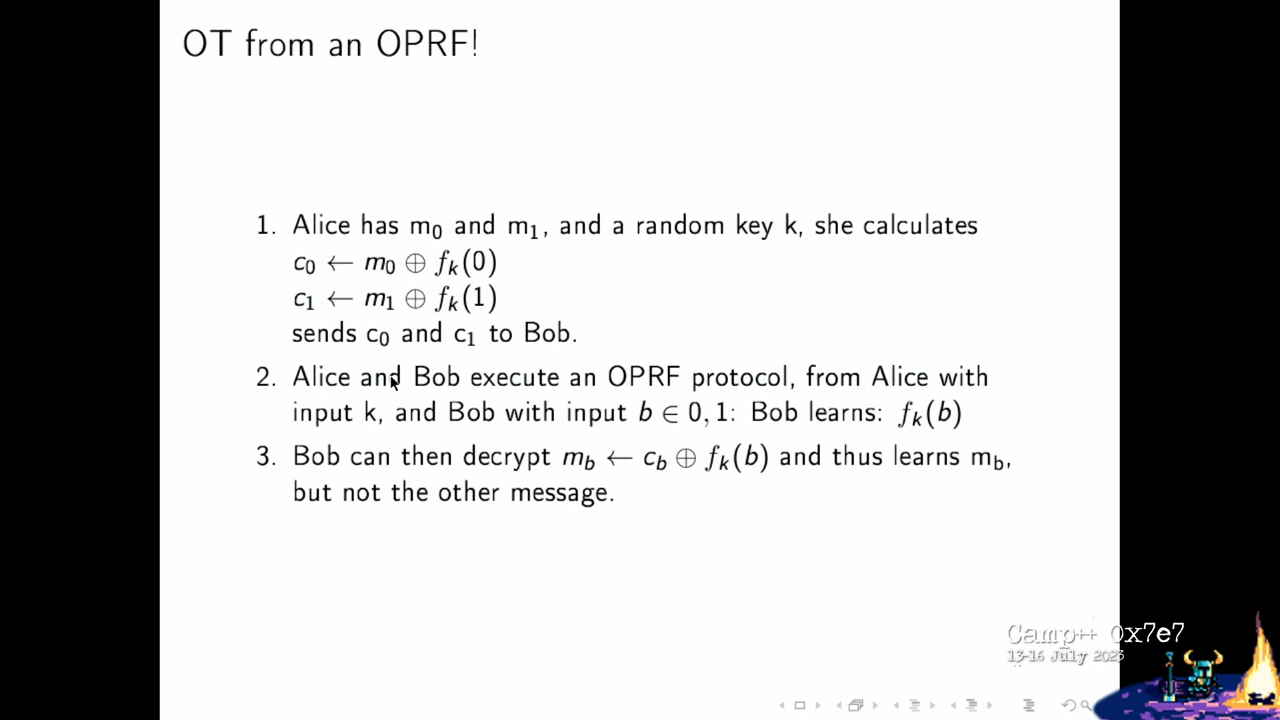 OT from an OPRF!
1. Alice has m₀ and m₁, and a random key k, she calculates
c₀ ← m₀ ⊕ fₖ(0)
c₁ ← m₁ ⊕ fₖ(1)
sends c₀ and c₁ to Bob.
2. Alice and Bob execute an OPRF protocol, from Alice with
input k, and Bob with input b ∈ 0, 1: Bob learns: fₖ(b)
3. Bob can then decrypt m_b ← c_b ⊕ fₖ(b) and thus learns m_b,
but not the other message.
Camp++ 0x7e7
13-16 July 2023